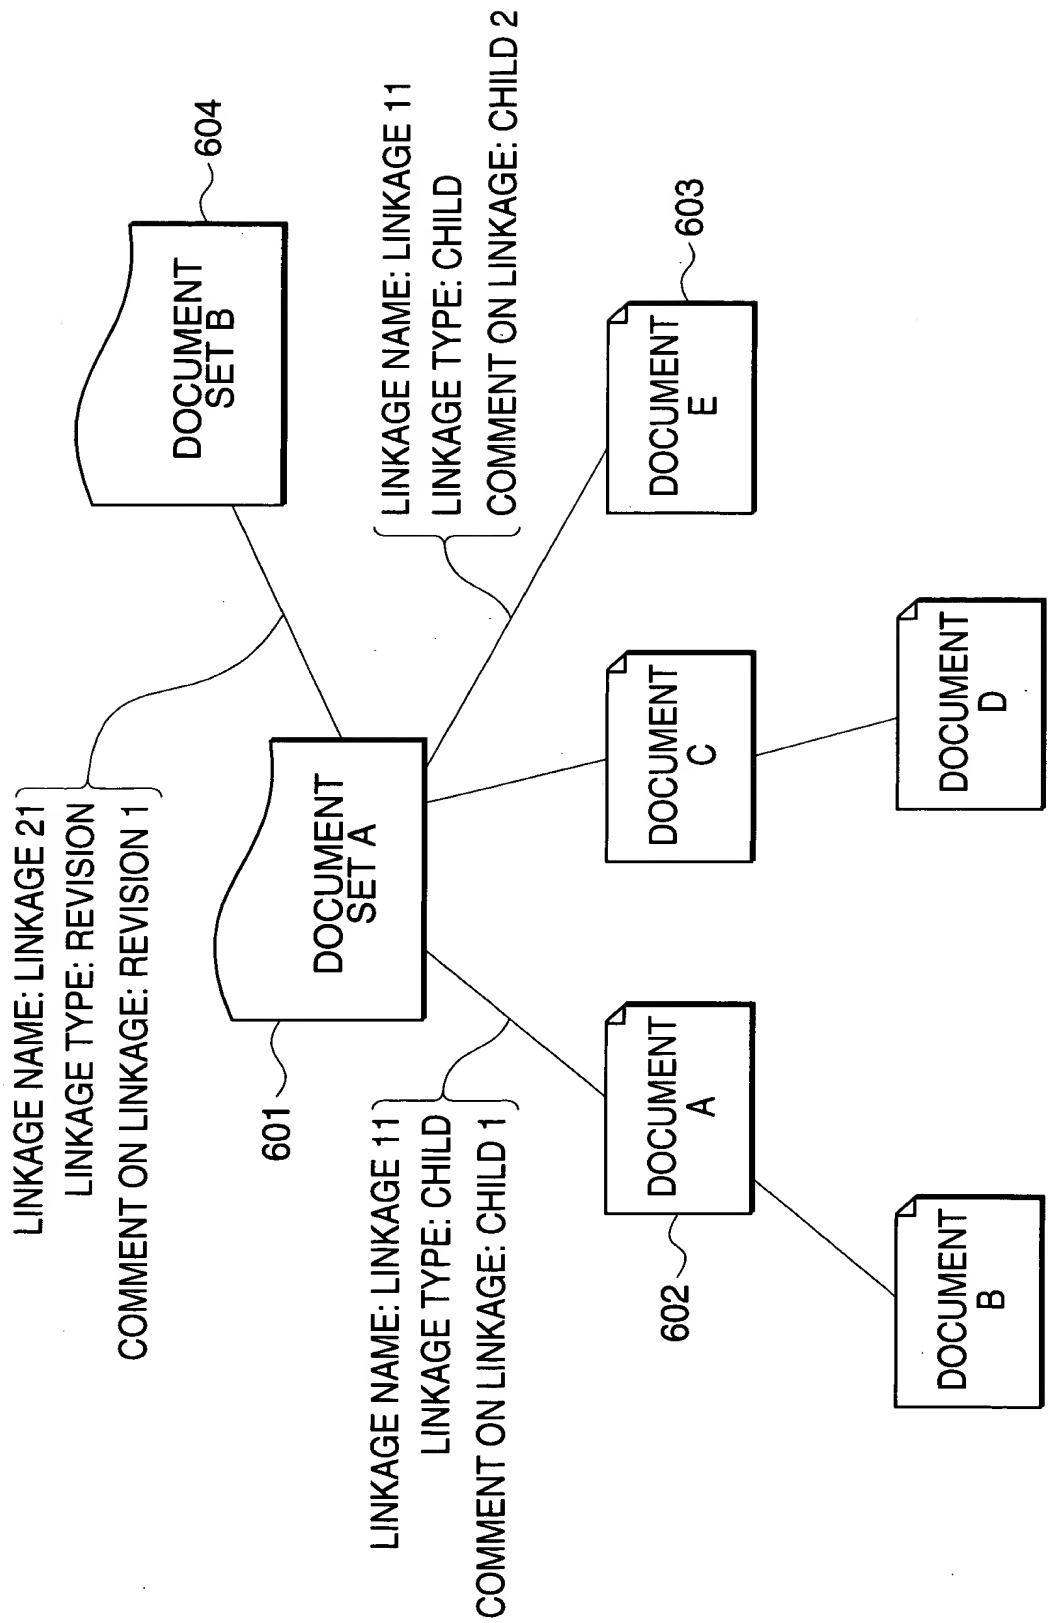 LINKAGE NAME: LINKAGE 21
LINKAGE TYPE: REVISION
COMMENT ON LINKAGE: REVISION 1
604
DOCUMENT
SET B
601
DOCUMENT
SET A
LINKAGE NAME: LINKAGE 11
LINKAGE TYPE: CHILD
COMMENT ON LINKAGE: CHILD 1
LINKAGE NAME: LINKAGE 11
LINKAGE TYPE: CHILD
COMMENT ON LINKAGE: CHILD 2
602
DOCUMENT
A
DOCUMENT
C
DOCUMENT
E
603
DOCUMENT
B
DOCUMENT
D